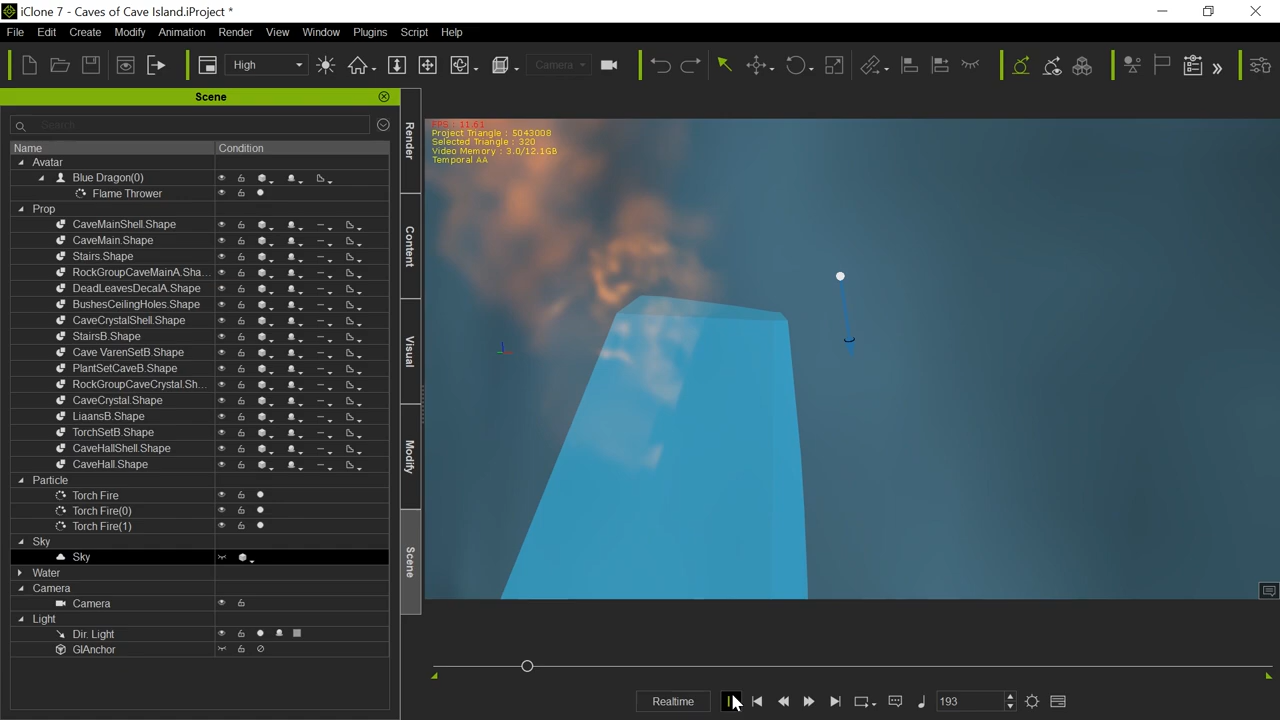 iClone 7 - Caves of Cave Island.iProject *
File Edit Create Modify Animation Render View Window Plugins Script Help
High
Camera
Scene
Search
Name Condition
Avatar
Blue Dragon(0)
Flame Thrower
Prop
CaveMainShell.Shape
CaveMain.Shape
Stairs.Shape
RockGroupCaveMainA.Sha...
DeadLeavesDecalA.Shape
BushesCeilingHoles.Shape
CaveCrystalShell.Shape
StairsB.Shape
Cave VarenSetB.Shape
PlantSetCaveB.Shape
RockGroupCaveCrystal.Sh...
CaveCrystal.Shape
LiaansB.Shape
TorchSetB.Shape
CaveHallShell.Shape
CaveHall.Shape
Particle
Torch Fire
Torch Fire(0)
Torch Fire(1)
Sky
Sky
Water
Camera
Camera
Light
Dir. Light
GIAnchor
Render
Content
Visual
Modify
Scene
FPS : 11.51
Project Triangle : 5043008
Selected Triangle : 320
Video Memory : 3.0/12.1GB
Temporal AA
Realtime
193